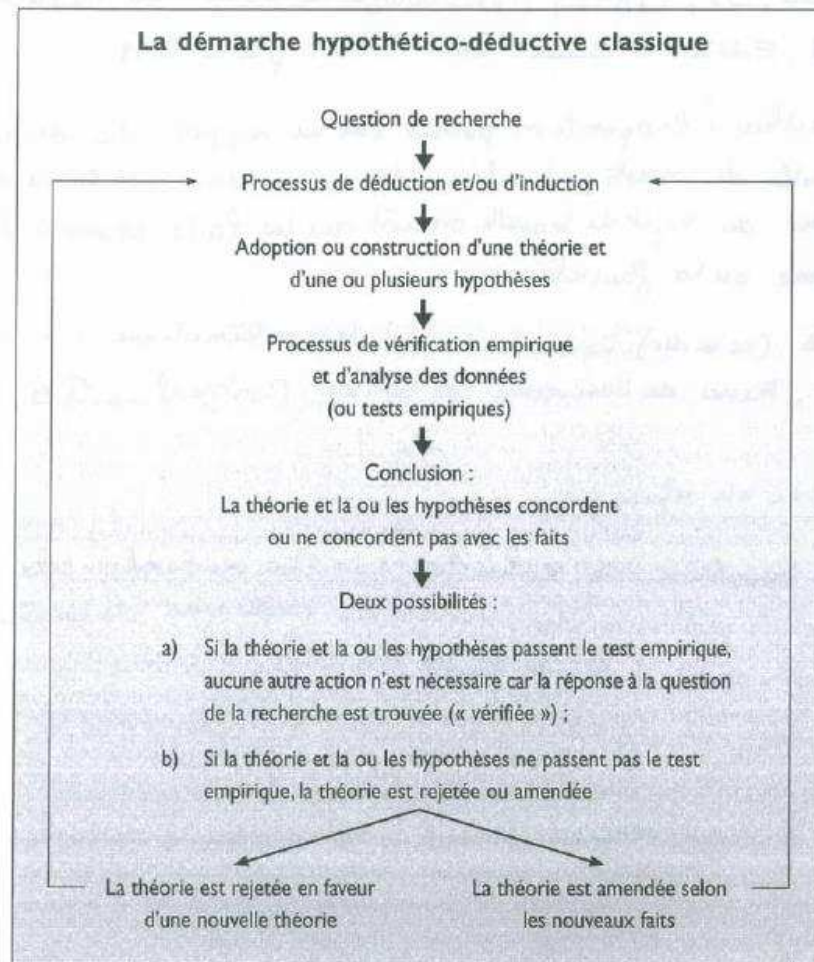 La démarche hypothético-déductive classique
Question de recherche
Processus de déduction et/ou d'induction
Adoption ou construction d'une théorie et
d'une ou plusieurs hypothèses
Processus de vérification empirique
et d'analyse des données
(ou tests empiriques)
Conclusion :
La théorie et la ou les hypothèses concordent
ou ne concordent pas avec les faits
Deux possibilités :
a) Si la théorie et la ou les hypothèses passent le test empirique,
aucune autre action n'est nécessaire car la réponse à la question
de la recherche est trouvée (« vérifiée ») ;
b) Si la théorie et la ou les hypothèses ne passent pas le test
empirique, la théorie est rejetée ou amendée
La théorie est rejetée en faveur
d'une nouvelle théorie
La théorie est amendée selon
les nouveaux faits